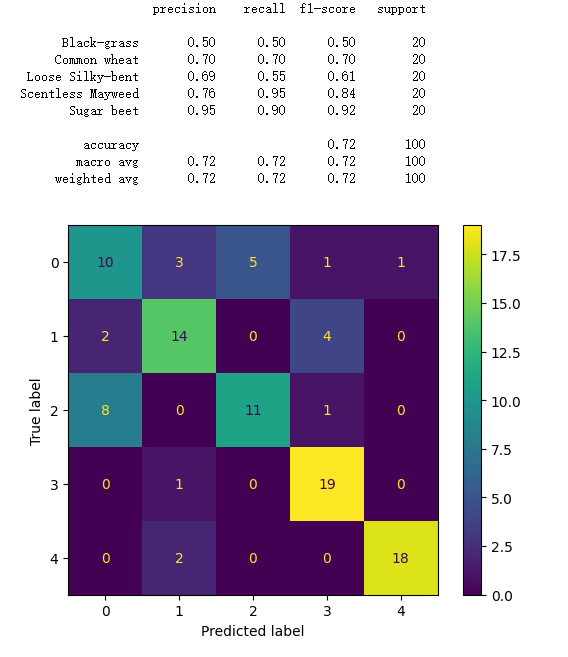 precision recall f1-score support
Black-grass 0.50 0.50 0.50 20
Common wheat 0.70 0.70 0.70 20
Loose Silky-bent 0.69 0.55 0.61 20
Scentless Mayweed 0.76 0.95 0.84 20
Sugar beet 0.95 0.90 0.92 20
accuracy 0.72 100
macro avg 0.72 0.72 0.72 100
weighted avg 0.72 0.72 0.72 100
0 10 3 5 1 1
1 2 14 0 4 0
2 8 0 11 1 0
3 0 1 0 19 0
4 0 2 0 0 18
0 1 2 3 4
True label
Predicted label
17.5
15.0
12.5
10.0
7.5
5.0
2.5
0.0